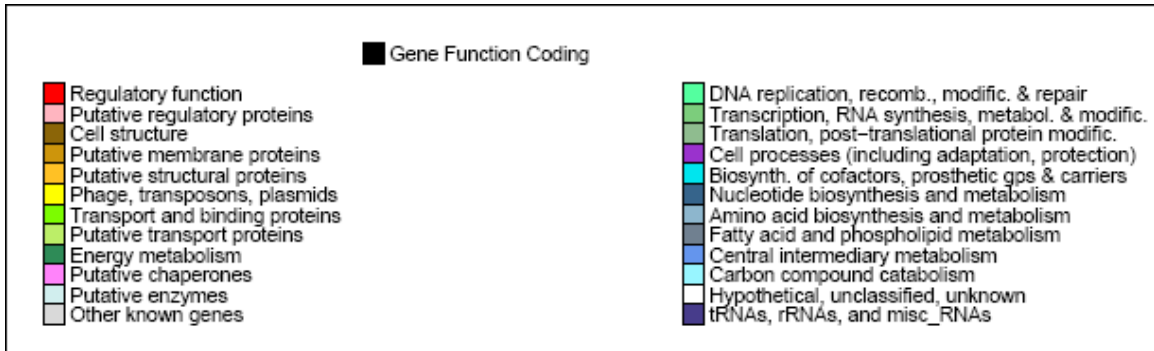 Gene Function Coding
Regulatory function
Putative regulatory proteins
Cell structure
Putative membrane proteins
Putative structural proteins
Phage, transposons, plasmids
Transport and binding proteins
Putative transport proteins
Energy metabolism
Putative chaperones
Putative enzymes
Other known genes
DNA replication, recomb., modific. & repair
Transcription, RNA synthesis, metabol. & modific.
Translation, post-translational protein modific.
Cell processes (including adaptation, protection)
Biosynth. of cofactors, prosthetic gps & carriers
Nucleotide biosynthesis and metabolism
Amino acid biosynthesis and metabolism
Fatty acid and phospholipid metabolism
Central intermediary metabolism
Carbon compound catabolism
Hypothetical, unclassified, unknown
tRNAs, rRNAs, and misc_RNAs